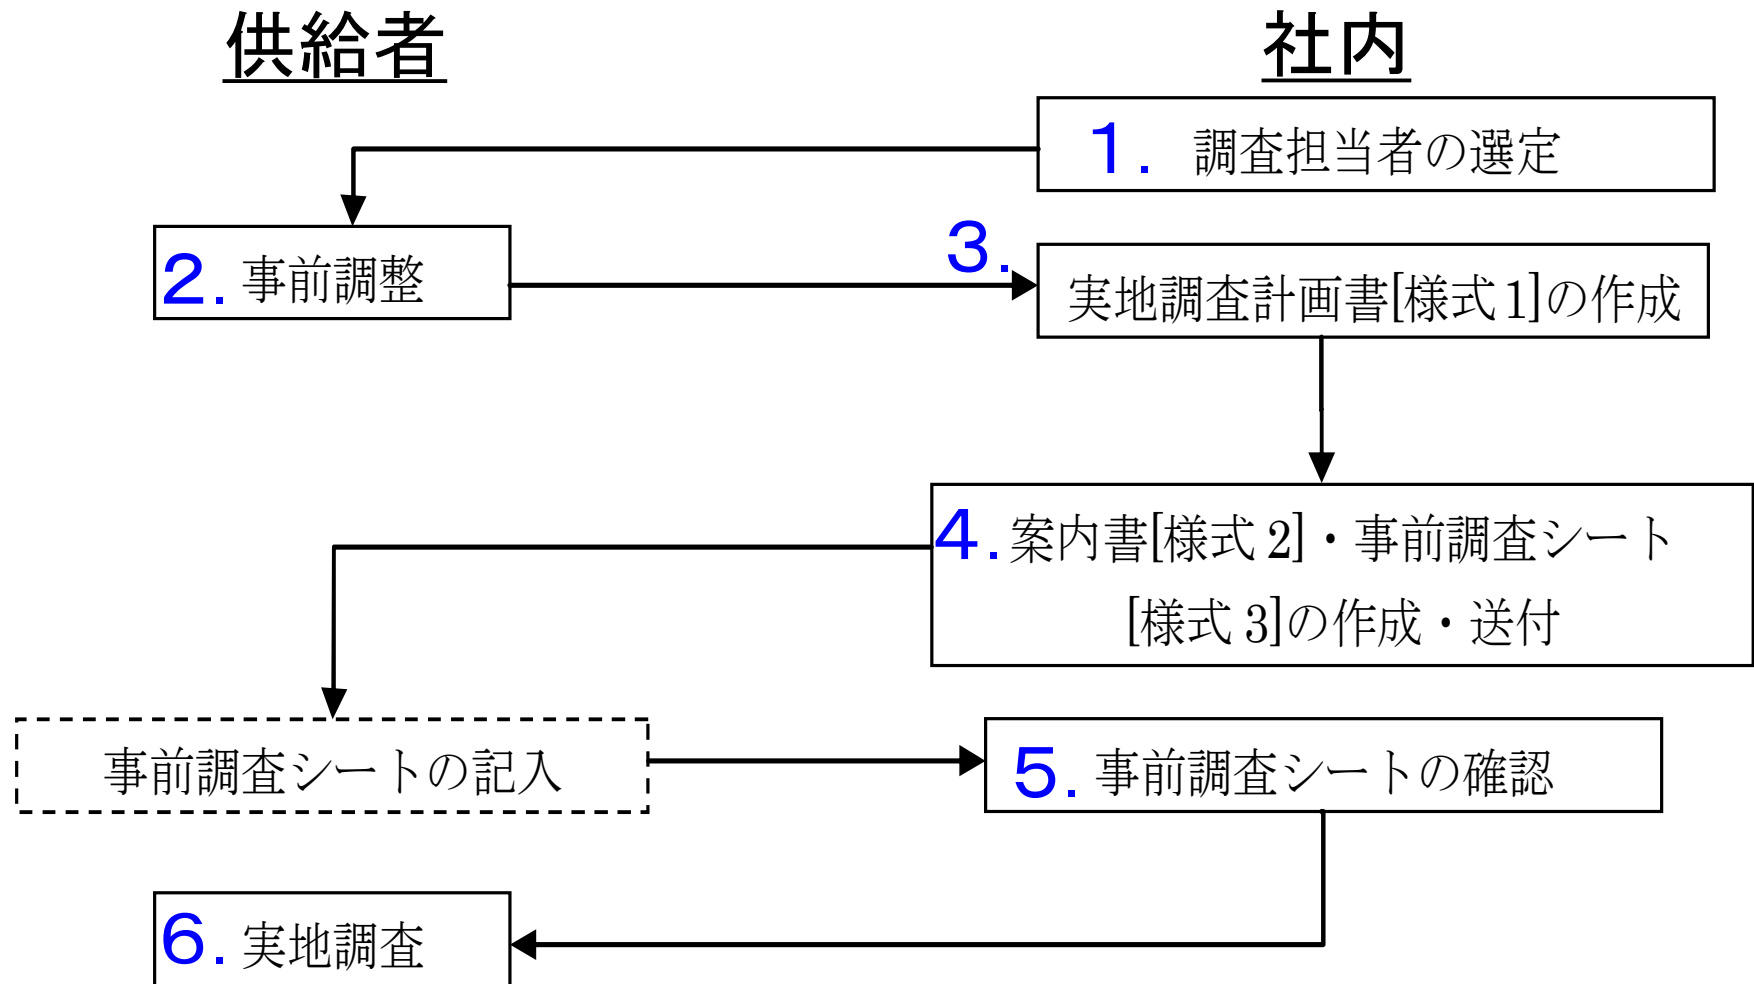 供給者
社内
1. 調査担当者の選定
2. 事前調整
3. 実地調査計画書[様式1]の作成
4. 案内書[様式2]・事前調査シート
[様式3]の作成・送付
事前調査シートの記入
5. 事前調査シートの確認
6. 実地調査